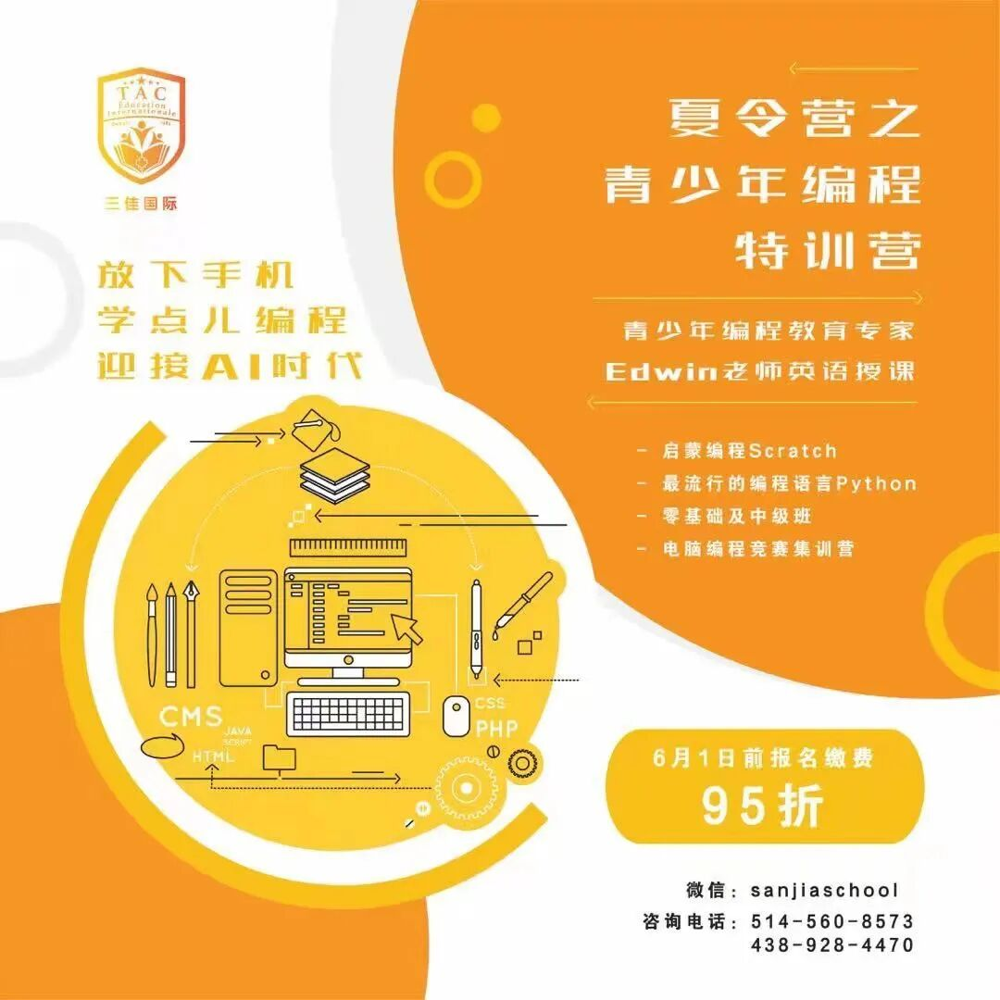 TAC
Education
Internationale
三佳国际
放下手机
学点儿编程
迎接AI时代
夏令营之
青少年编程
特训营
青少年编程教育专家
Edwin老师英语授课
- 启蒙编程Scratch
- 最流行的编程语言Python
- 零基础及中级班
- 电脑编程竞赛集训营
CMS
JAVA
SCRIPT
HTML
CSS
PHP
6月1日前报名缴费
95折
微信：sanjiaschool
咨询电话：514-560-8573
438-928-4470